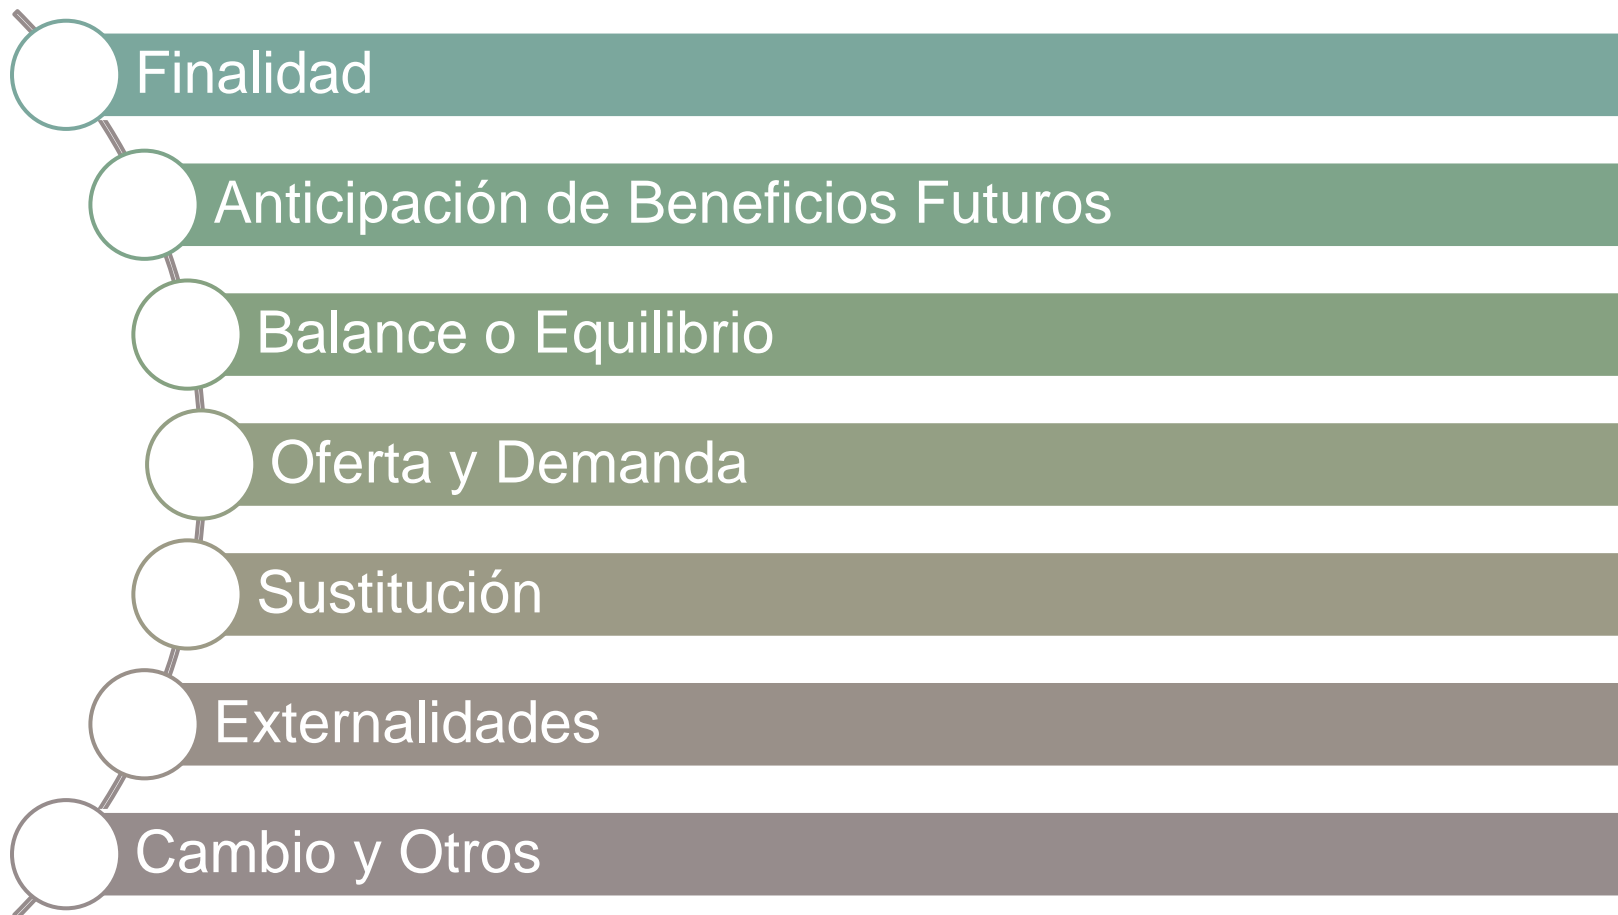 Finalidad
Anticipación de Beneficios Futuros
Balance o Equilibrio
Oferta y Demanda
Sustitución
Externalidades
Cambio y Otros